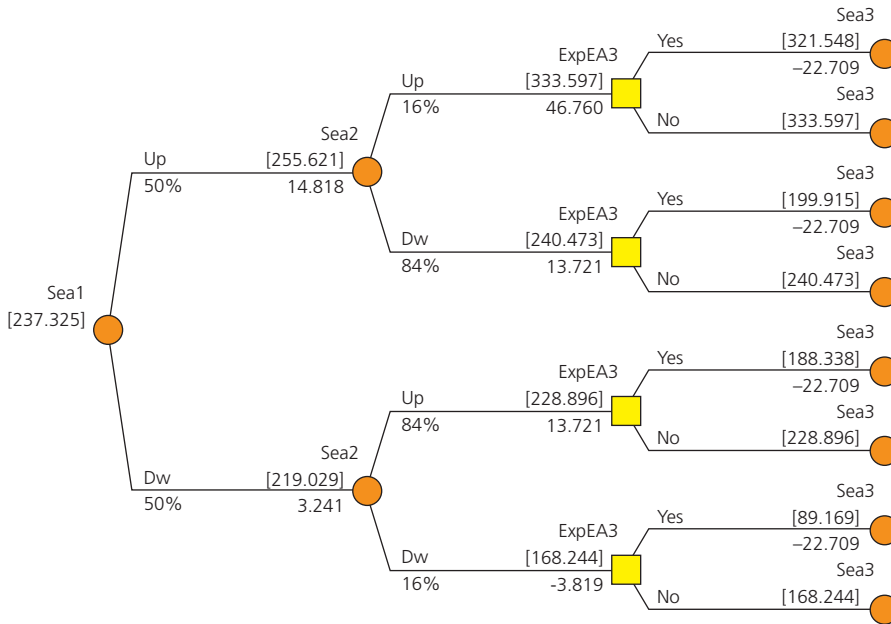 Sea1
[237.325]
Up
50%
Sea2
[255.621]
14.818
Up
16%
ExpEA3
[333.597]
46.760
Yes
Sea3
[321.548]
–22.709
No
Sea3
[333.597]
Dw
84%
ExpEA3
[240.473]
13.721
Yes
Sea3
[199.915]
–22.709
No
Sea3
[240.473]
Dw
50%
Sea2
[219.029]
3.241
Up
84%
ExpEA3
[228.896]
13.721
Yes
Sea3
[188.338]
–22.709
No
Sea3
[228.896]
Dw
16%
ExpEA3
[168.244]
-3.819
Yes
Sea3
[89.169]
–22.709
No
Sea3
[168.244]